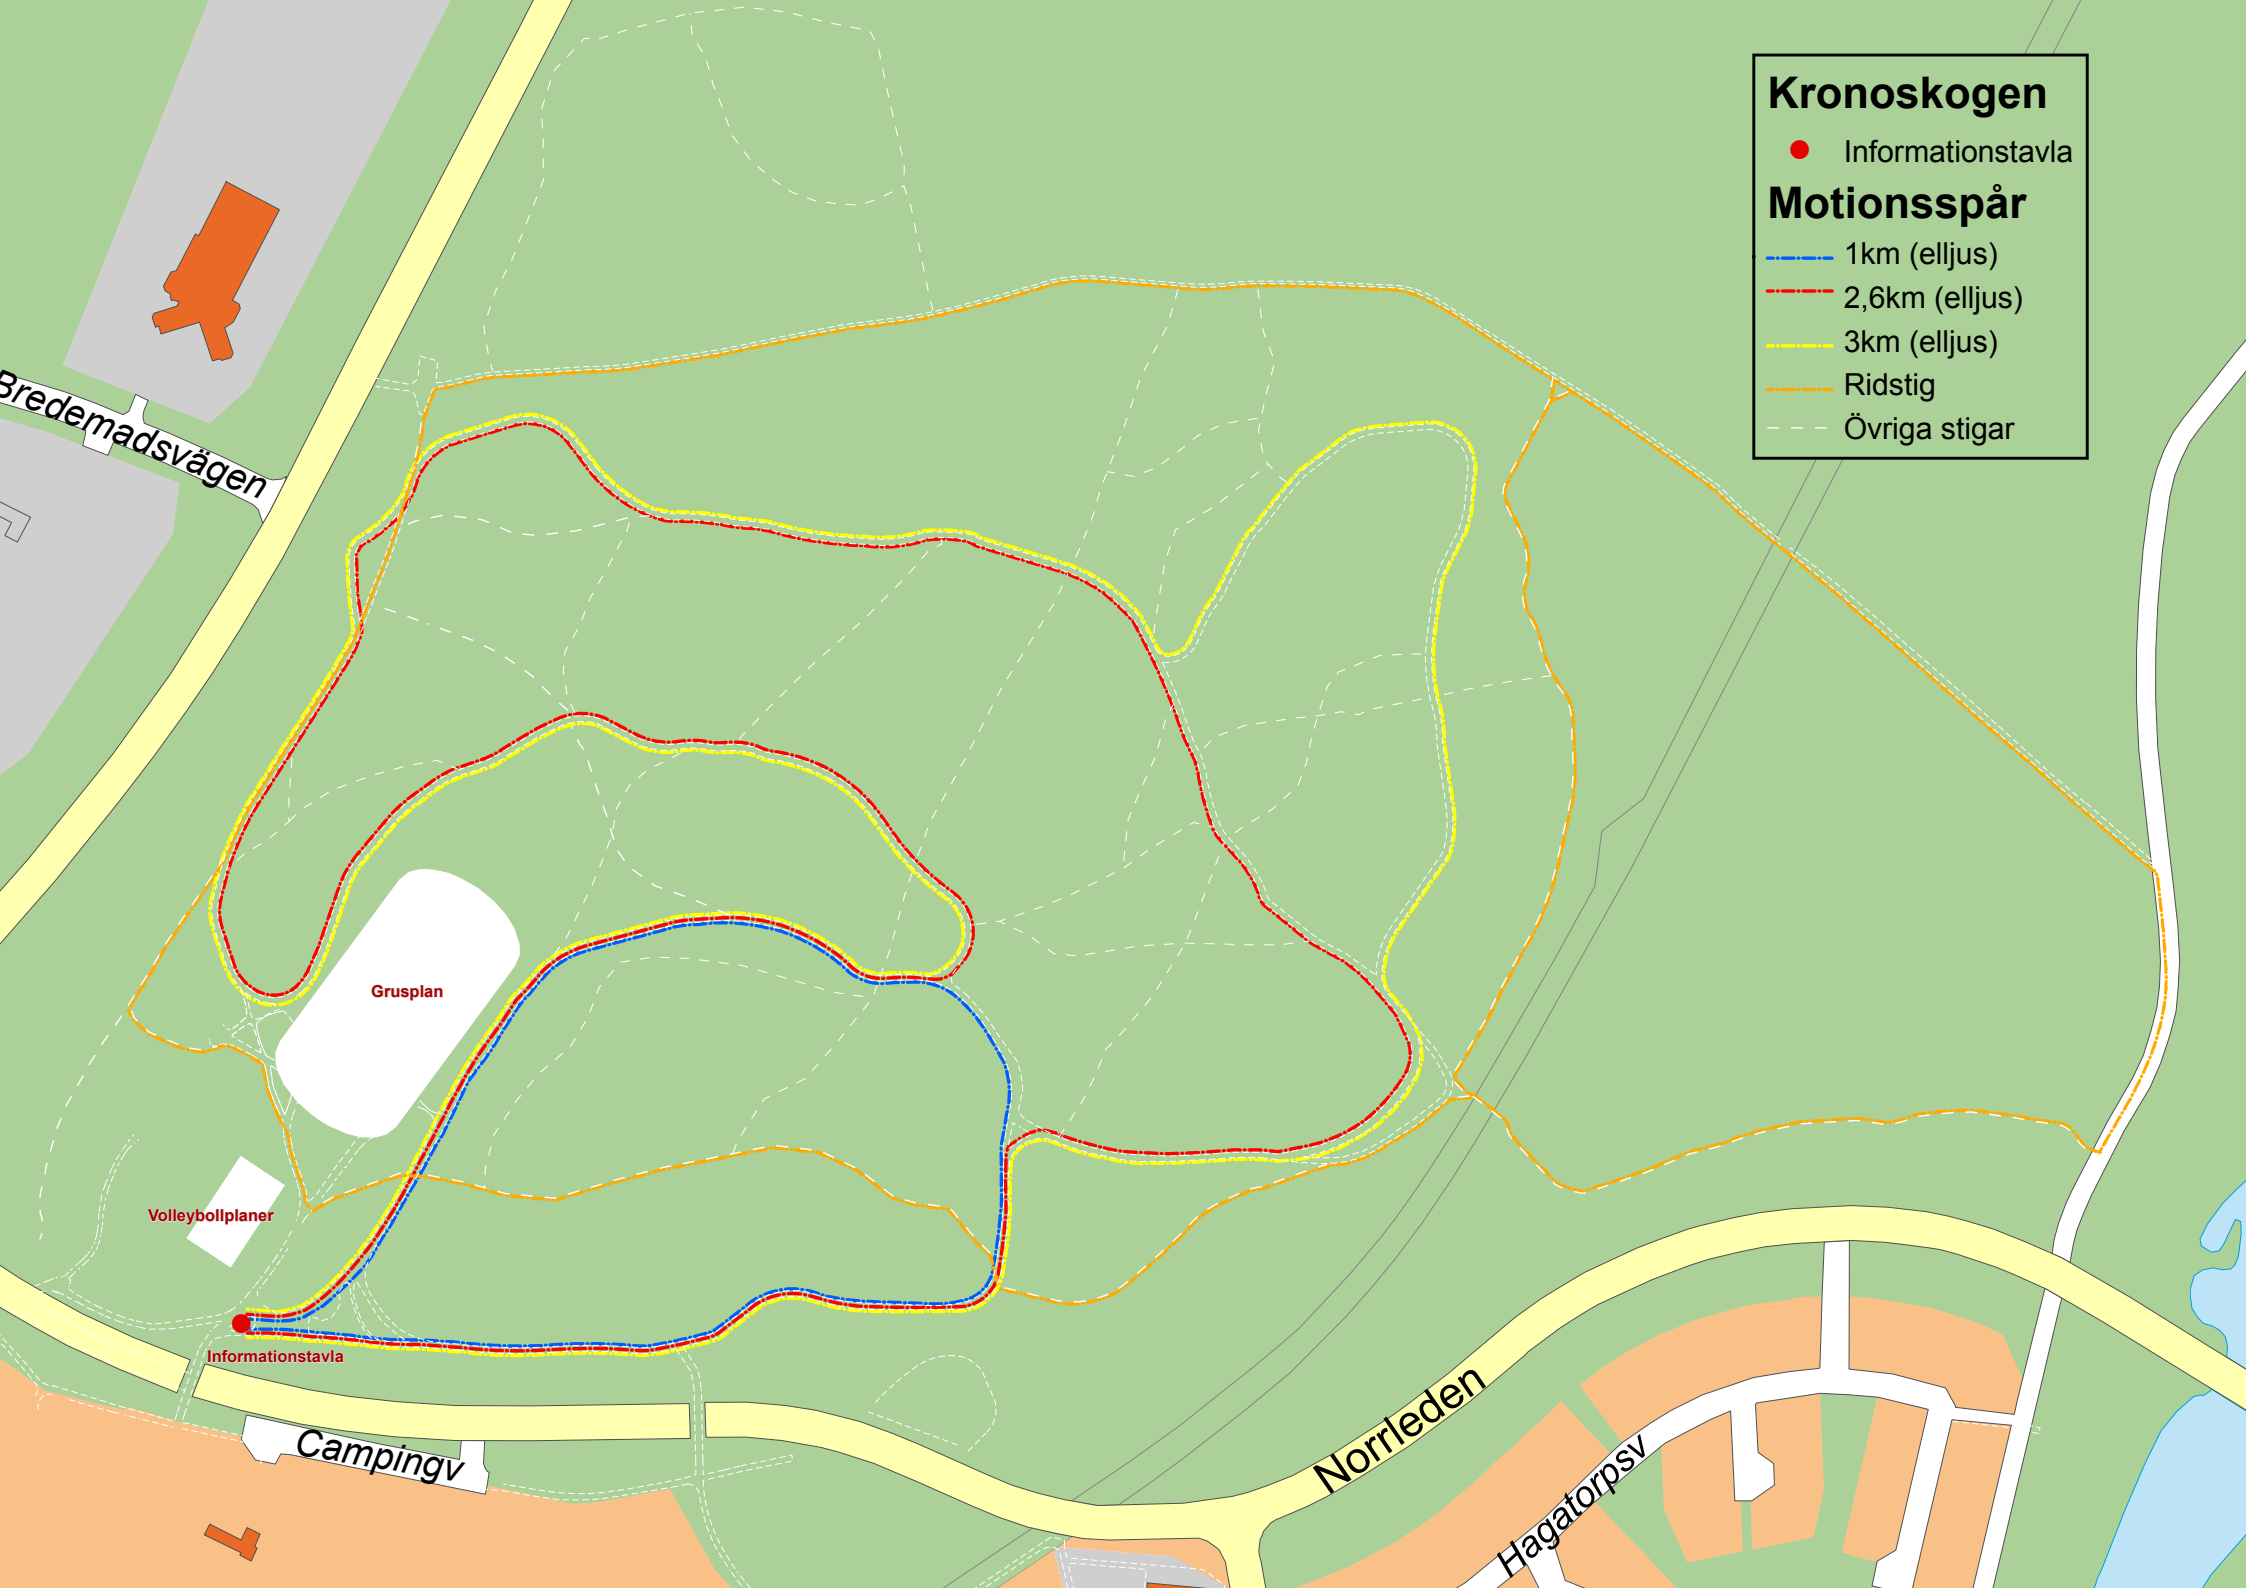 Kronoskogen
Informationstavla
Motionsspår
1km (elljus)
2,6km (elljus)
3km (elljus)
Ridstig
Övriga stigar
Bredemadsvägen
Grusplan
Volleybollplaner
Informationstavla
Campingv
Norrleden
Hagatorpsv